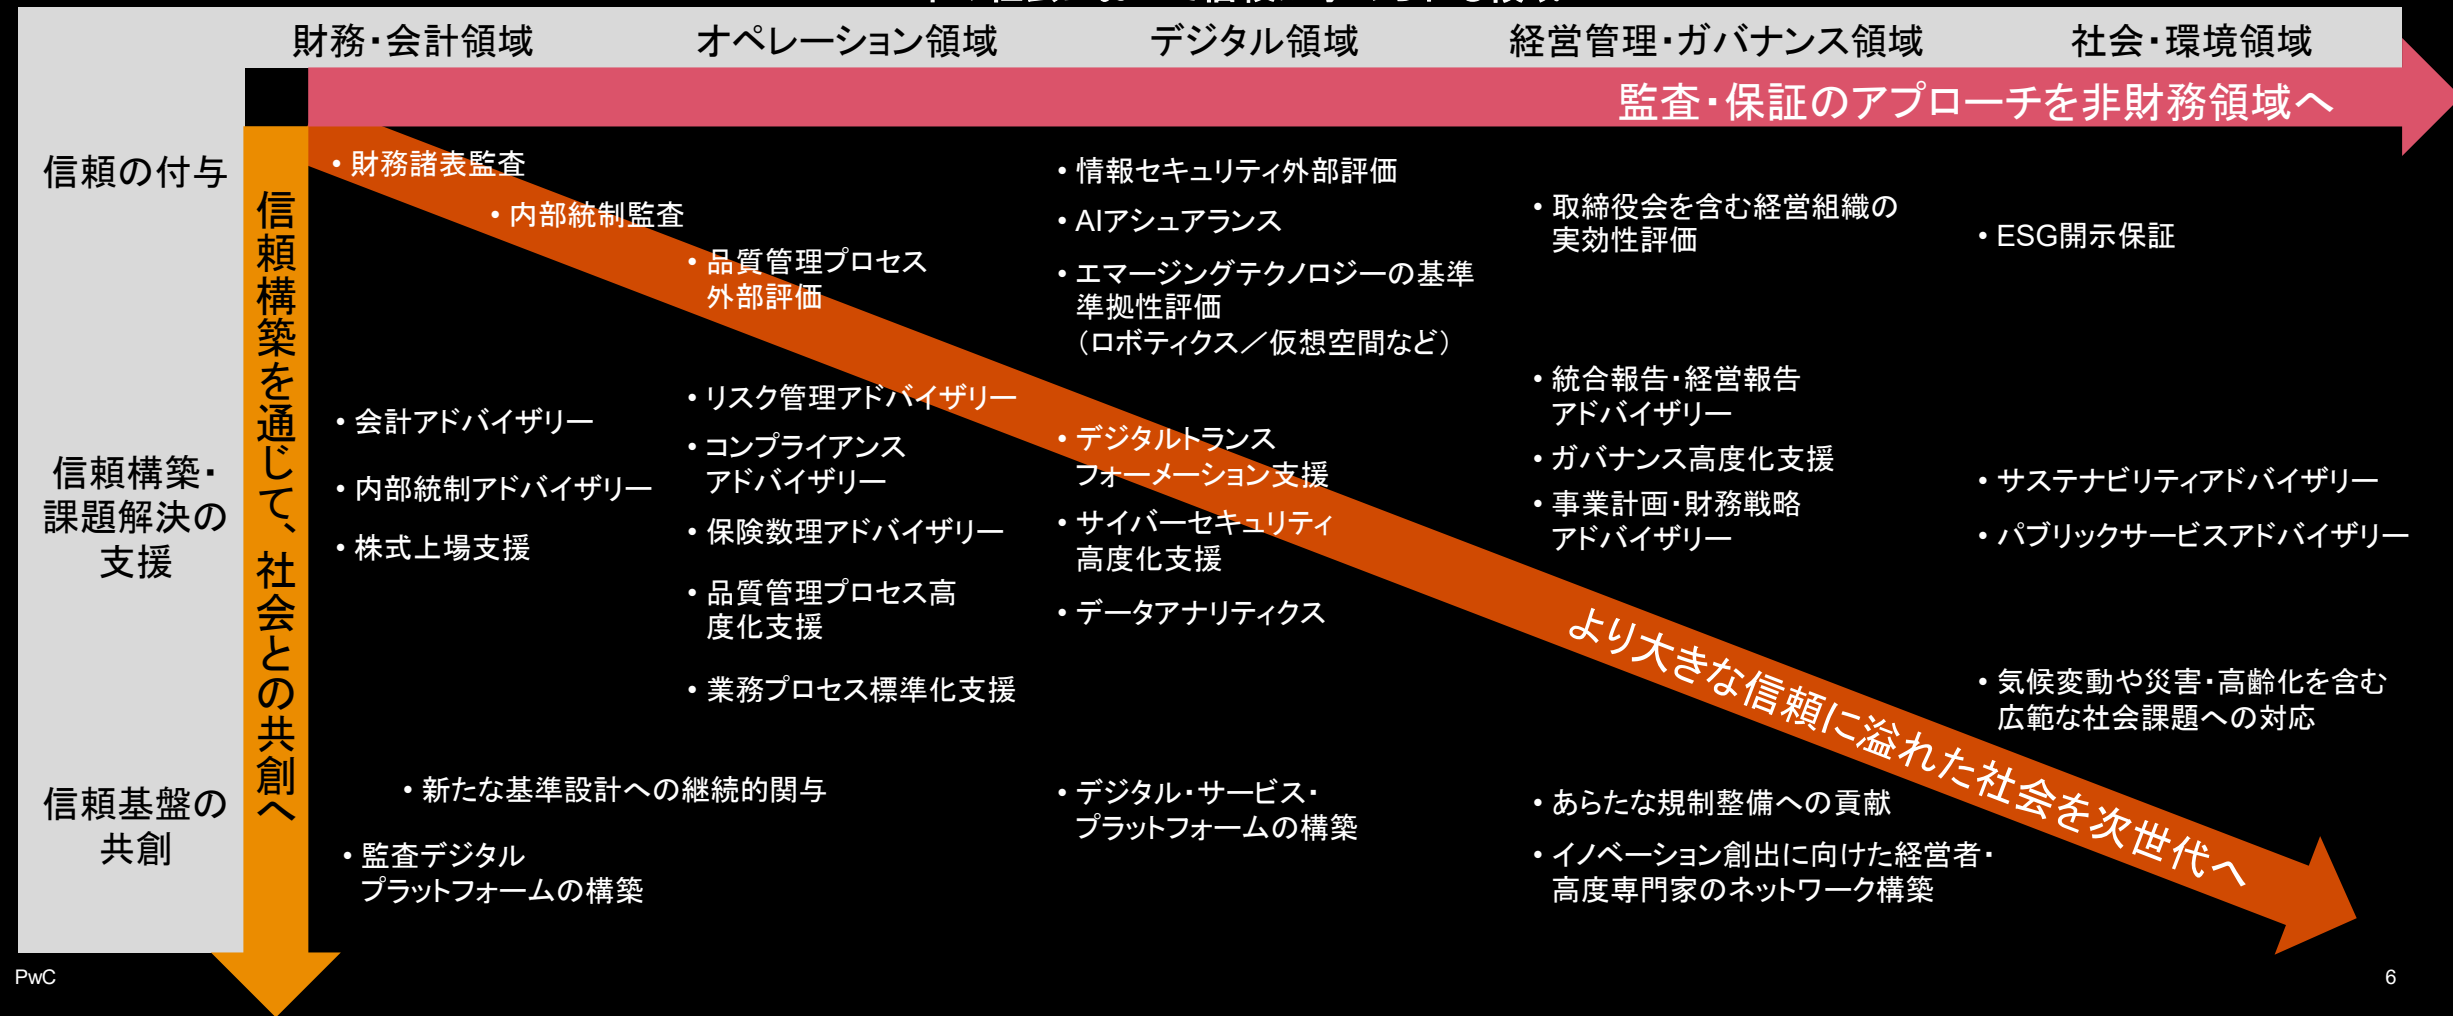 財務・会計領域
オペレーション領域
デジタル領域
経営管理・ガバナンス領域
社会・環境領域
監査・保証のアプローチを非財務領域へ
信頼構築を通じて、社会との共創へ
信頼の付与
• 財務諸表監査
• 内部統制監査
• 品質管理プロセス
外部評価
• 情報セキュリティ外部評価
• AIアシュアランス
• エマージングテクノロジーの基準
準拠性評価
（ロボティクス／仮想空間など）
• 取締役会を含む経営組織の
実効性評価
• ESG開示保証
信頼構築・
課題解決の
支援
• 会計アドバイザリー
• 内部統制アドバイザリー
• 株式上場支援
• リスク管理アドバイザリー
• コンプライアンス
アドバイザリー
• 保険数理アドバイザリー
• 品質管理プロセス高
度化支援
• 業務プロセス標準化支援
• デジタルトランス
フォーメーション支援
• サイバーセキュリティ
高度化支援
• データアナリティクス
• 統合報告・経営報告
アドバイザリー
• ガバナンス高度化支援
• 事業計画・財務戦略
アドバイザリー
• サステナビリティアドバイザリー
• パブリックサービスアドバイザリー
• 気候変動や災害・高齢化を含む
広範な社会課題への対応
より大きな信頼に溢れた社会を次世代へ
信頼基盤の
共創
• 新たな基準設計への継続的関与
• 監査デジタル
プラットフォームの構築
• デジタル・サービス・
プラットフォームの構築
• あらたな規制整備への貢献
• イノベーション創出に向けた経営者・
高度専門家のネットワーク構築
PwC
6